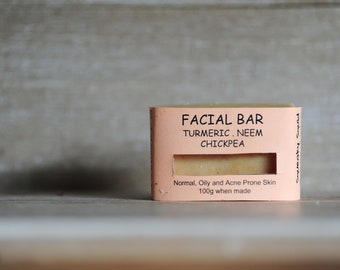 FACIAL BAR
TURMERIC . NEEM
CHICKPEA
Normal, Oily and Acne Prone Skin
100g when made